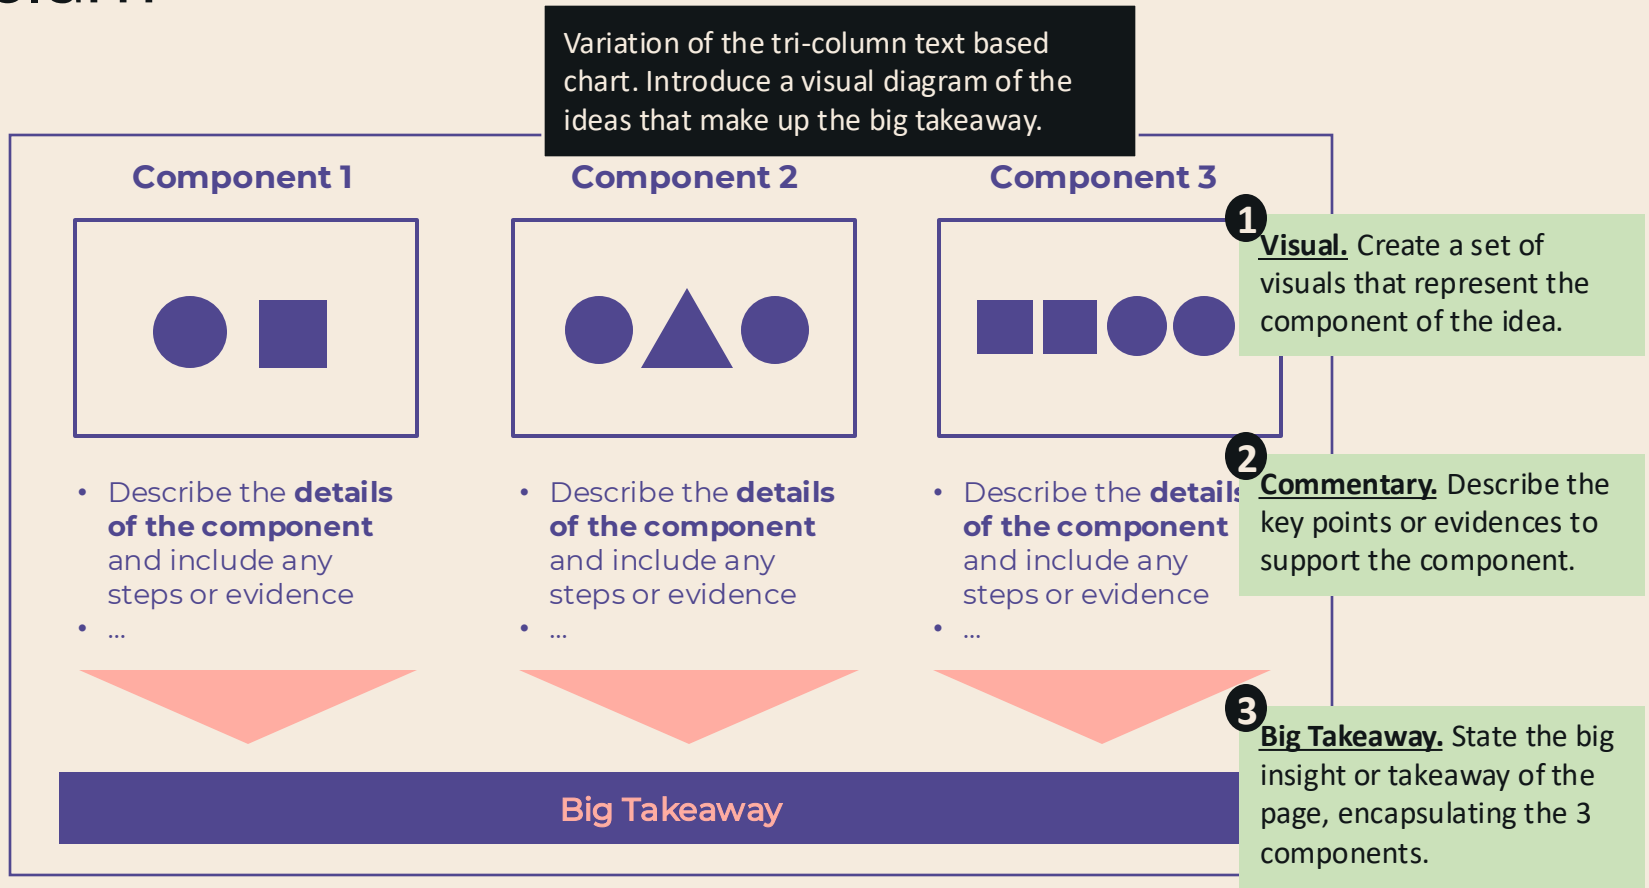 Variation of the tri-column text based
chart. Introduce a visual diagram of the
ideas that make up the big takeaway.
Component 1
Component 2
Component 3
1
Visual. Create a set of
visuals that represent the
component of the idea.
• Describe the details
of the component
and include any
steps or evidence
• ...
• Describe the details
of the component
and include any
steps or evidence
• ...
• Describe the details
of the component
and include any
steps or evidence
• ...
2
Commentary. Describe the
key points or evidences to
support the component.
3
Big Takeaway. State the big
insight or takeaway of the
page, encapsulating the 3
components.
Big Takeaway